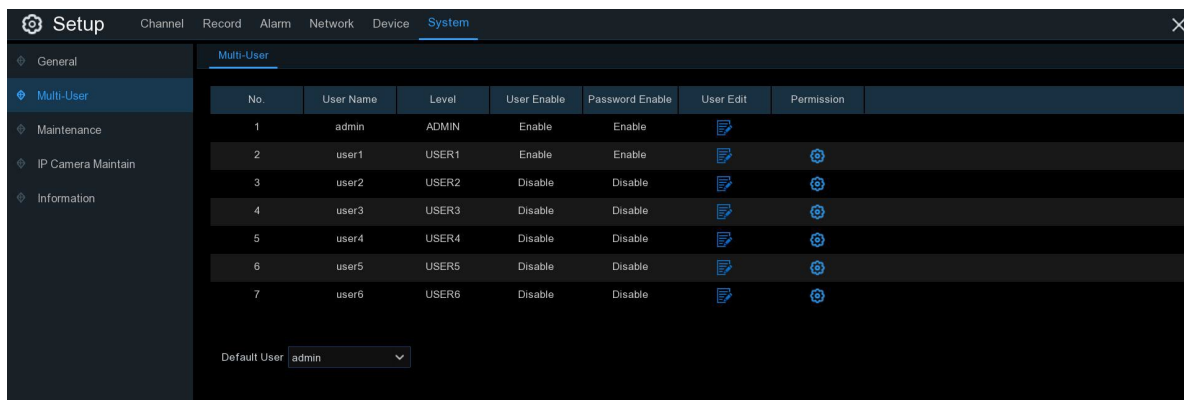 Setup Channel Record Alarm Network Device System
General
Multi-User
Maintenance
IP Camera Maintain
Information
Multi-User
No. User Name Level User Enable Password Enable User Edit Permission
1 admin ADMIN Enable Enable
2 user1 USER1 Enable Enable
3 user2 USER2 Disable Disable
4 user3 USER3 Disable Disable
5 user4 USER4 Disable Disable
6 user5 USER5 Disable Disable
7 user6 USER6 Disable Disable
Default User admin